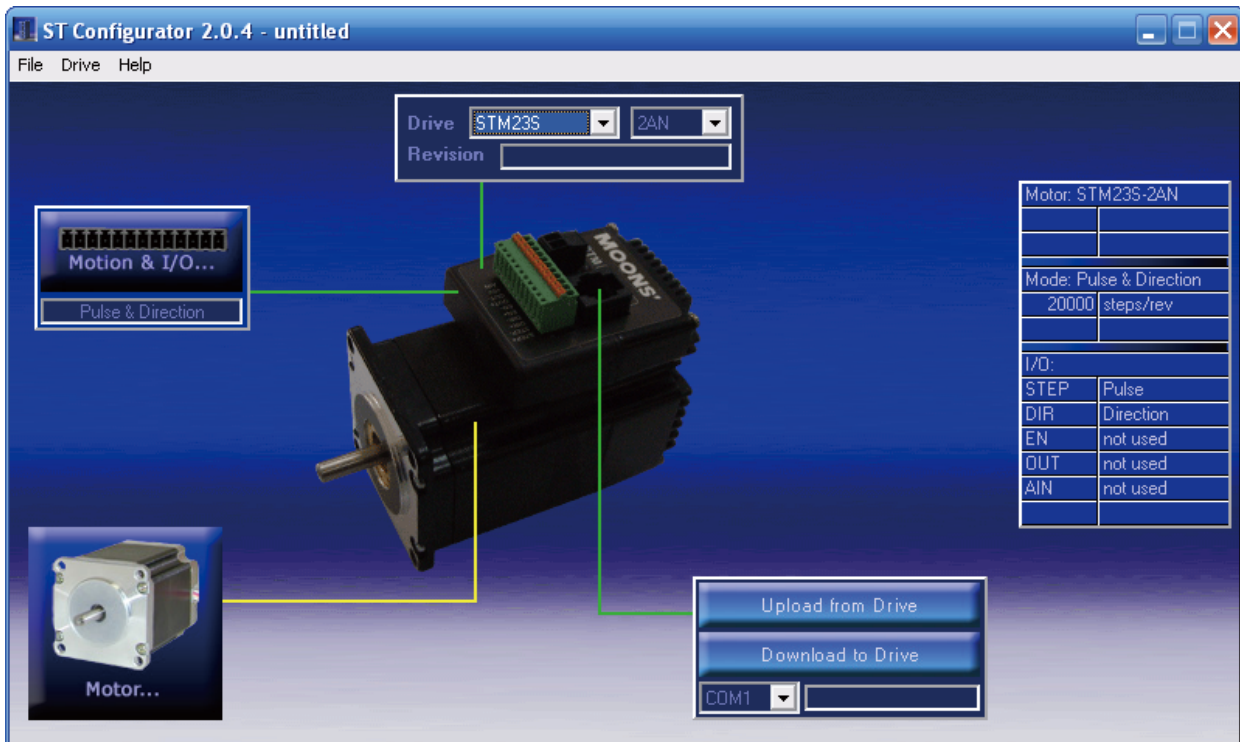 ST Configurator 2.0.4 - untitled
File Drive Help
Drive STM23S 2AN
Revision
Motion & I/O...
Pulse & Direction
MOONS'
STM
Motor: STM23S-2AN
Mode: Pulse & Direction
20000 steps/rev
I/O:
STEP Pulse
DIR Direction
EN not used
OUT not used
AIN not used
Motor...
Upload from Drive
Download to Drive
COM1